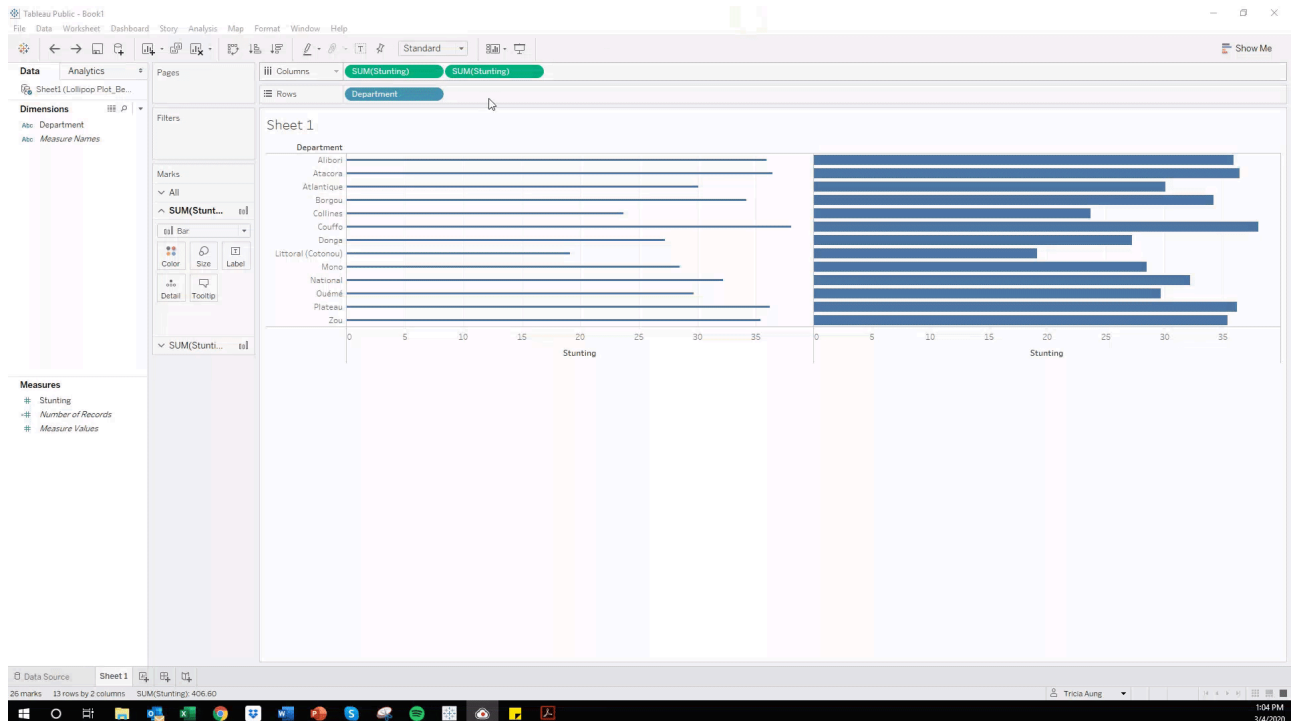 Tableau Public - Book1
File Data Worksheet Dashboard Story Analysis Map Format Window Help
Standard
Show Me
Data Analytics
Pages
Columns SUM(Stunting) SUM(Stunting)
Sheet1 (Lollipop Plot_Be...
Rows Department
Dimensions
Abc Department
Abc Measure Names
Filters
Sheet 1
Marks
All
SUM(Stunt...
Bar
Color Size Label
Detail Tooltip
SUM(Stunti...
Department
Alibori
Atacora
Atlantique
Borgou
Collines
Couffo
Donga
Littoral (Cotonou)
Mono
National
Ouémé
Plateau
Zou
0 5 10 15 20 25 30 35 0 5 10 15 20 25 30 35
Stunting Stunting
Measures
# Stunting
=# Number of Records
# Measure Values
Data Source Sheet 1
26 marks 13 rows by 2 columns SUM(Stunting): 406.60
Tricia Aung
1:04 PM
3/4/2020